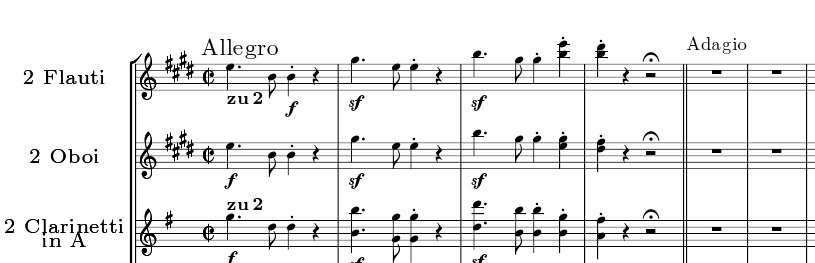 Allegro
Adagio
2 Flauti
zu 2
f
sf
sf
2 Oboi
f
sf
sf
zu 2
2 Clarinetti
in A
f
sf
sf